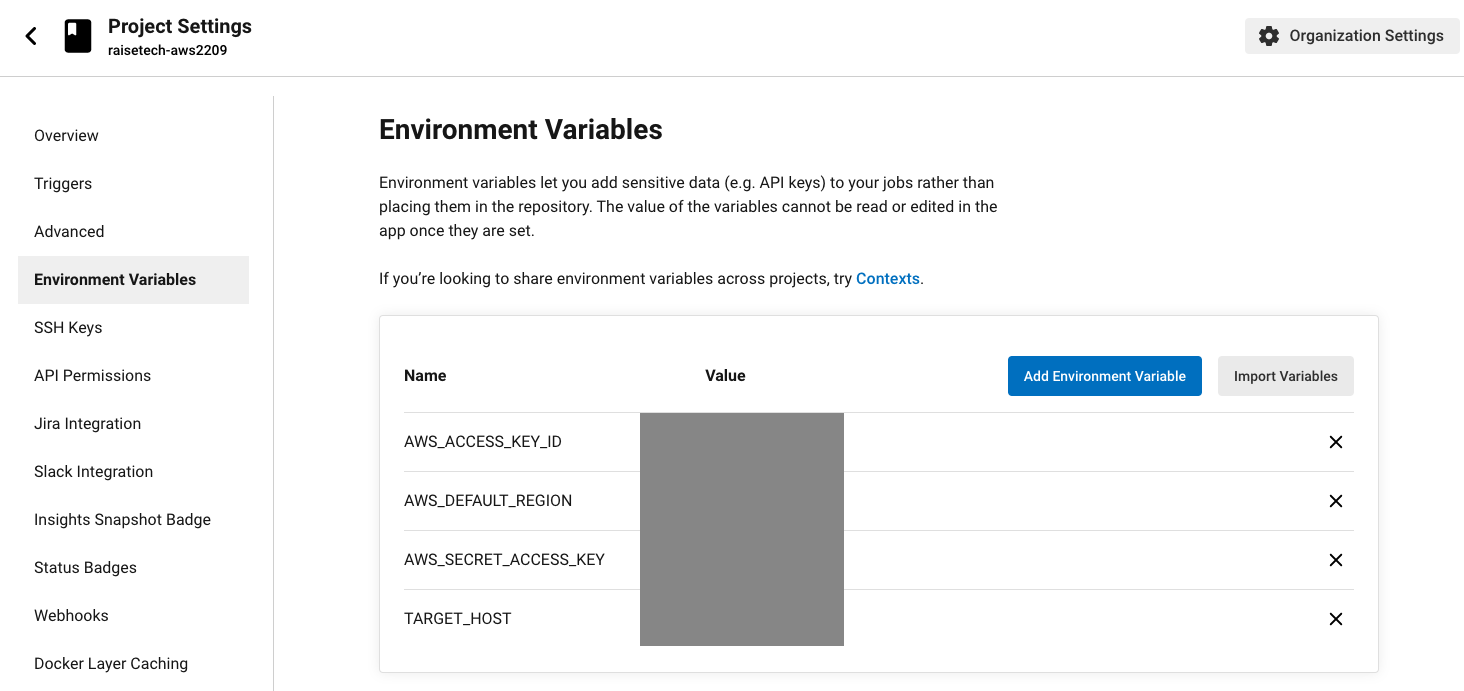 Project Settings
raisetech-aws2209
Organization Settings
Overview
Triggers
Advanced
Environment Variables
SSH Keys
API Permissions
Jira Integration
Slack Integration
Insights Snapshot Badge
Status Badges
Webhooks
Docker Layer Caching
Environment Variables
Environment variables let you add sensitive data (e.g. API keys) to your jobs rather than
placing them in the repository. The value of the variables cannot be read or edited in the
app once they are set.
If you’re looking to share environment variables across projects, try Contexts.
Name Value Add Environment Variable Import Variables
AWS_ACCESS_KEY_ID
AWS_DEFAULT_REGION
AWS_SECRET_ACCESS_KEY
TARGET_HOST